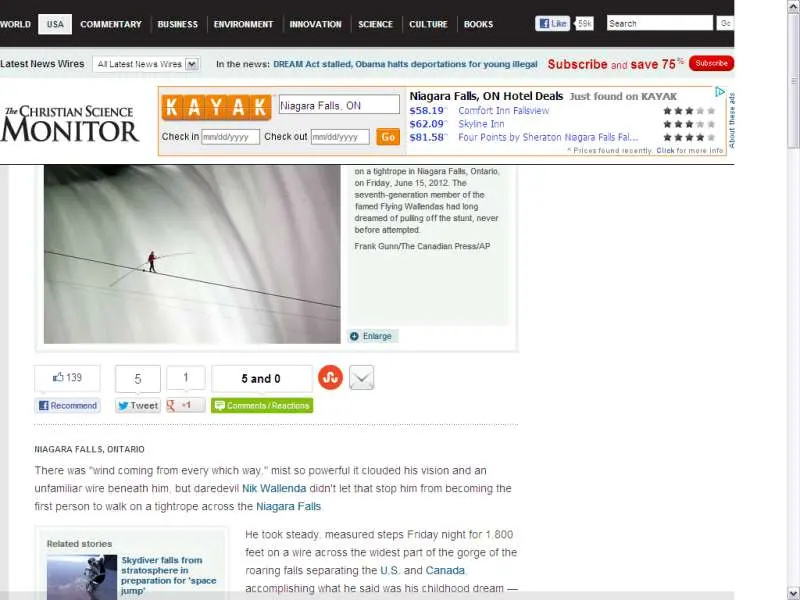 WORLD USA COMMENTARY BUSINESS ENVIRONMENT INNOVATION SCIENCE CULTURE BOOKS Like 59k Search Go
Latest News Wires All Latest News Wires In the news: DREAM Act stalled, Obama halts deportations for young illegal Subscribe and save 75% Subscribe
The CHRISTIAN SCIENCE
MONITOR
KAYAK Niagara Falls, ON
Check in mm/dd/yyyy Check out mm/dd/yyyy Go
Niagara Falls, ON Hotel Deals Just found on KAYAK
$58.19 Comfort Inn Fallsview
$62.09 Skyline Inn
$81.58 Four Points by Sheraton Niagara Falls Fal...
^ Prices found recently. Click for more info
About these ads
on a tightrope in Niagara Falls, Ontario,
on Friday, June 15, 2012. The
seventh-generation member of the
famed Flying Wallendas had long
dreamed of pulling off the stunt, never
before attempted.
Frank Gunn/The Canadian Press/AP
Enlarge
139 5 1 5 and 0
Recommend Tweet +1 Comments / Reactions
NIAGARA FALLS, ONTARIO
There was "wind coming from every which way," mist so powerful it clouded his vision and an
unfamiliar wire beneath him, but daredevil Nik Wallenda didn't let that stop him from becoming the
first person to walk on a tightrope across the Niagara Falls.
Related stories
Skydiver falls from
stratosphere in
preparation for 'space
jump'
He took steady, measured steps Friday night for 1,800
feet on a wire across the widest part of the gorge of the
roaring falls separating the U.S. and Canada,
accomplishing what he said was his childhood dream —